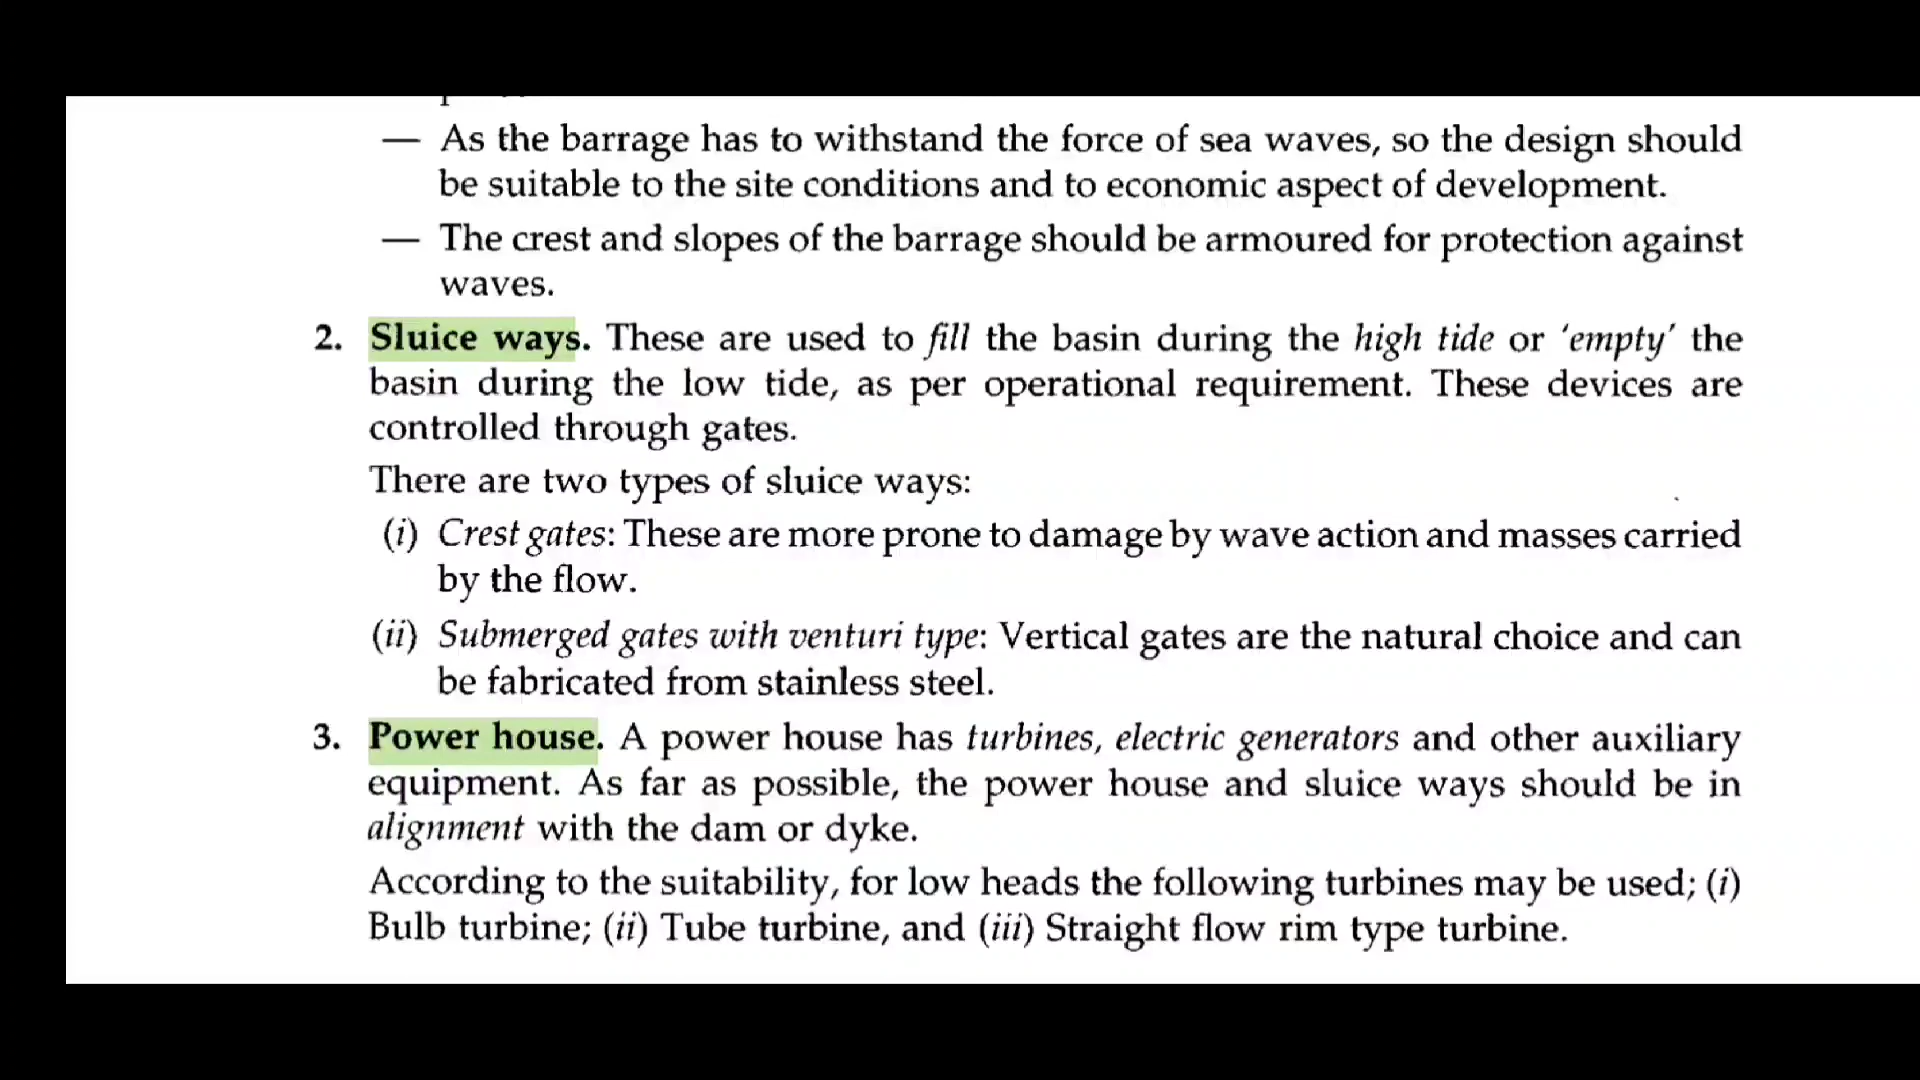 — As the barrage has to withstand the force of sea waves, so the design should
be suitable to the site conditions and to economic aspect of development.
— The crest and slopes of the barrage should be armoured for protection against
waves.
2. Sluice ways. These are used to fill the basin during the high tide or ‘empty’ the
basin during the low tide, as per operational requirement. These devices are
controlled through gates.
There are two types of sluice ways:
(i) Crest gates: These are more prone to damage by wave action and masses carried
by the flow.
(ii) Submerged gates with venturi type: Vertical gates are the natural choice and can
be fabricated from stainless steel.
3. Power house. A power house has turbines, electric generators and other auxiliary
equipment. As far as possible, the power house and sluice ways should be in
alignment with the dam or dyke.
According to the suitability, for low heads the following turbines may be used; (i)
Bulb turbine; (ii) Tube turbine, and (iii) Straight flow rim type turbine.